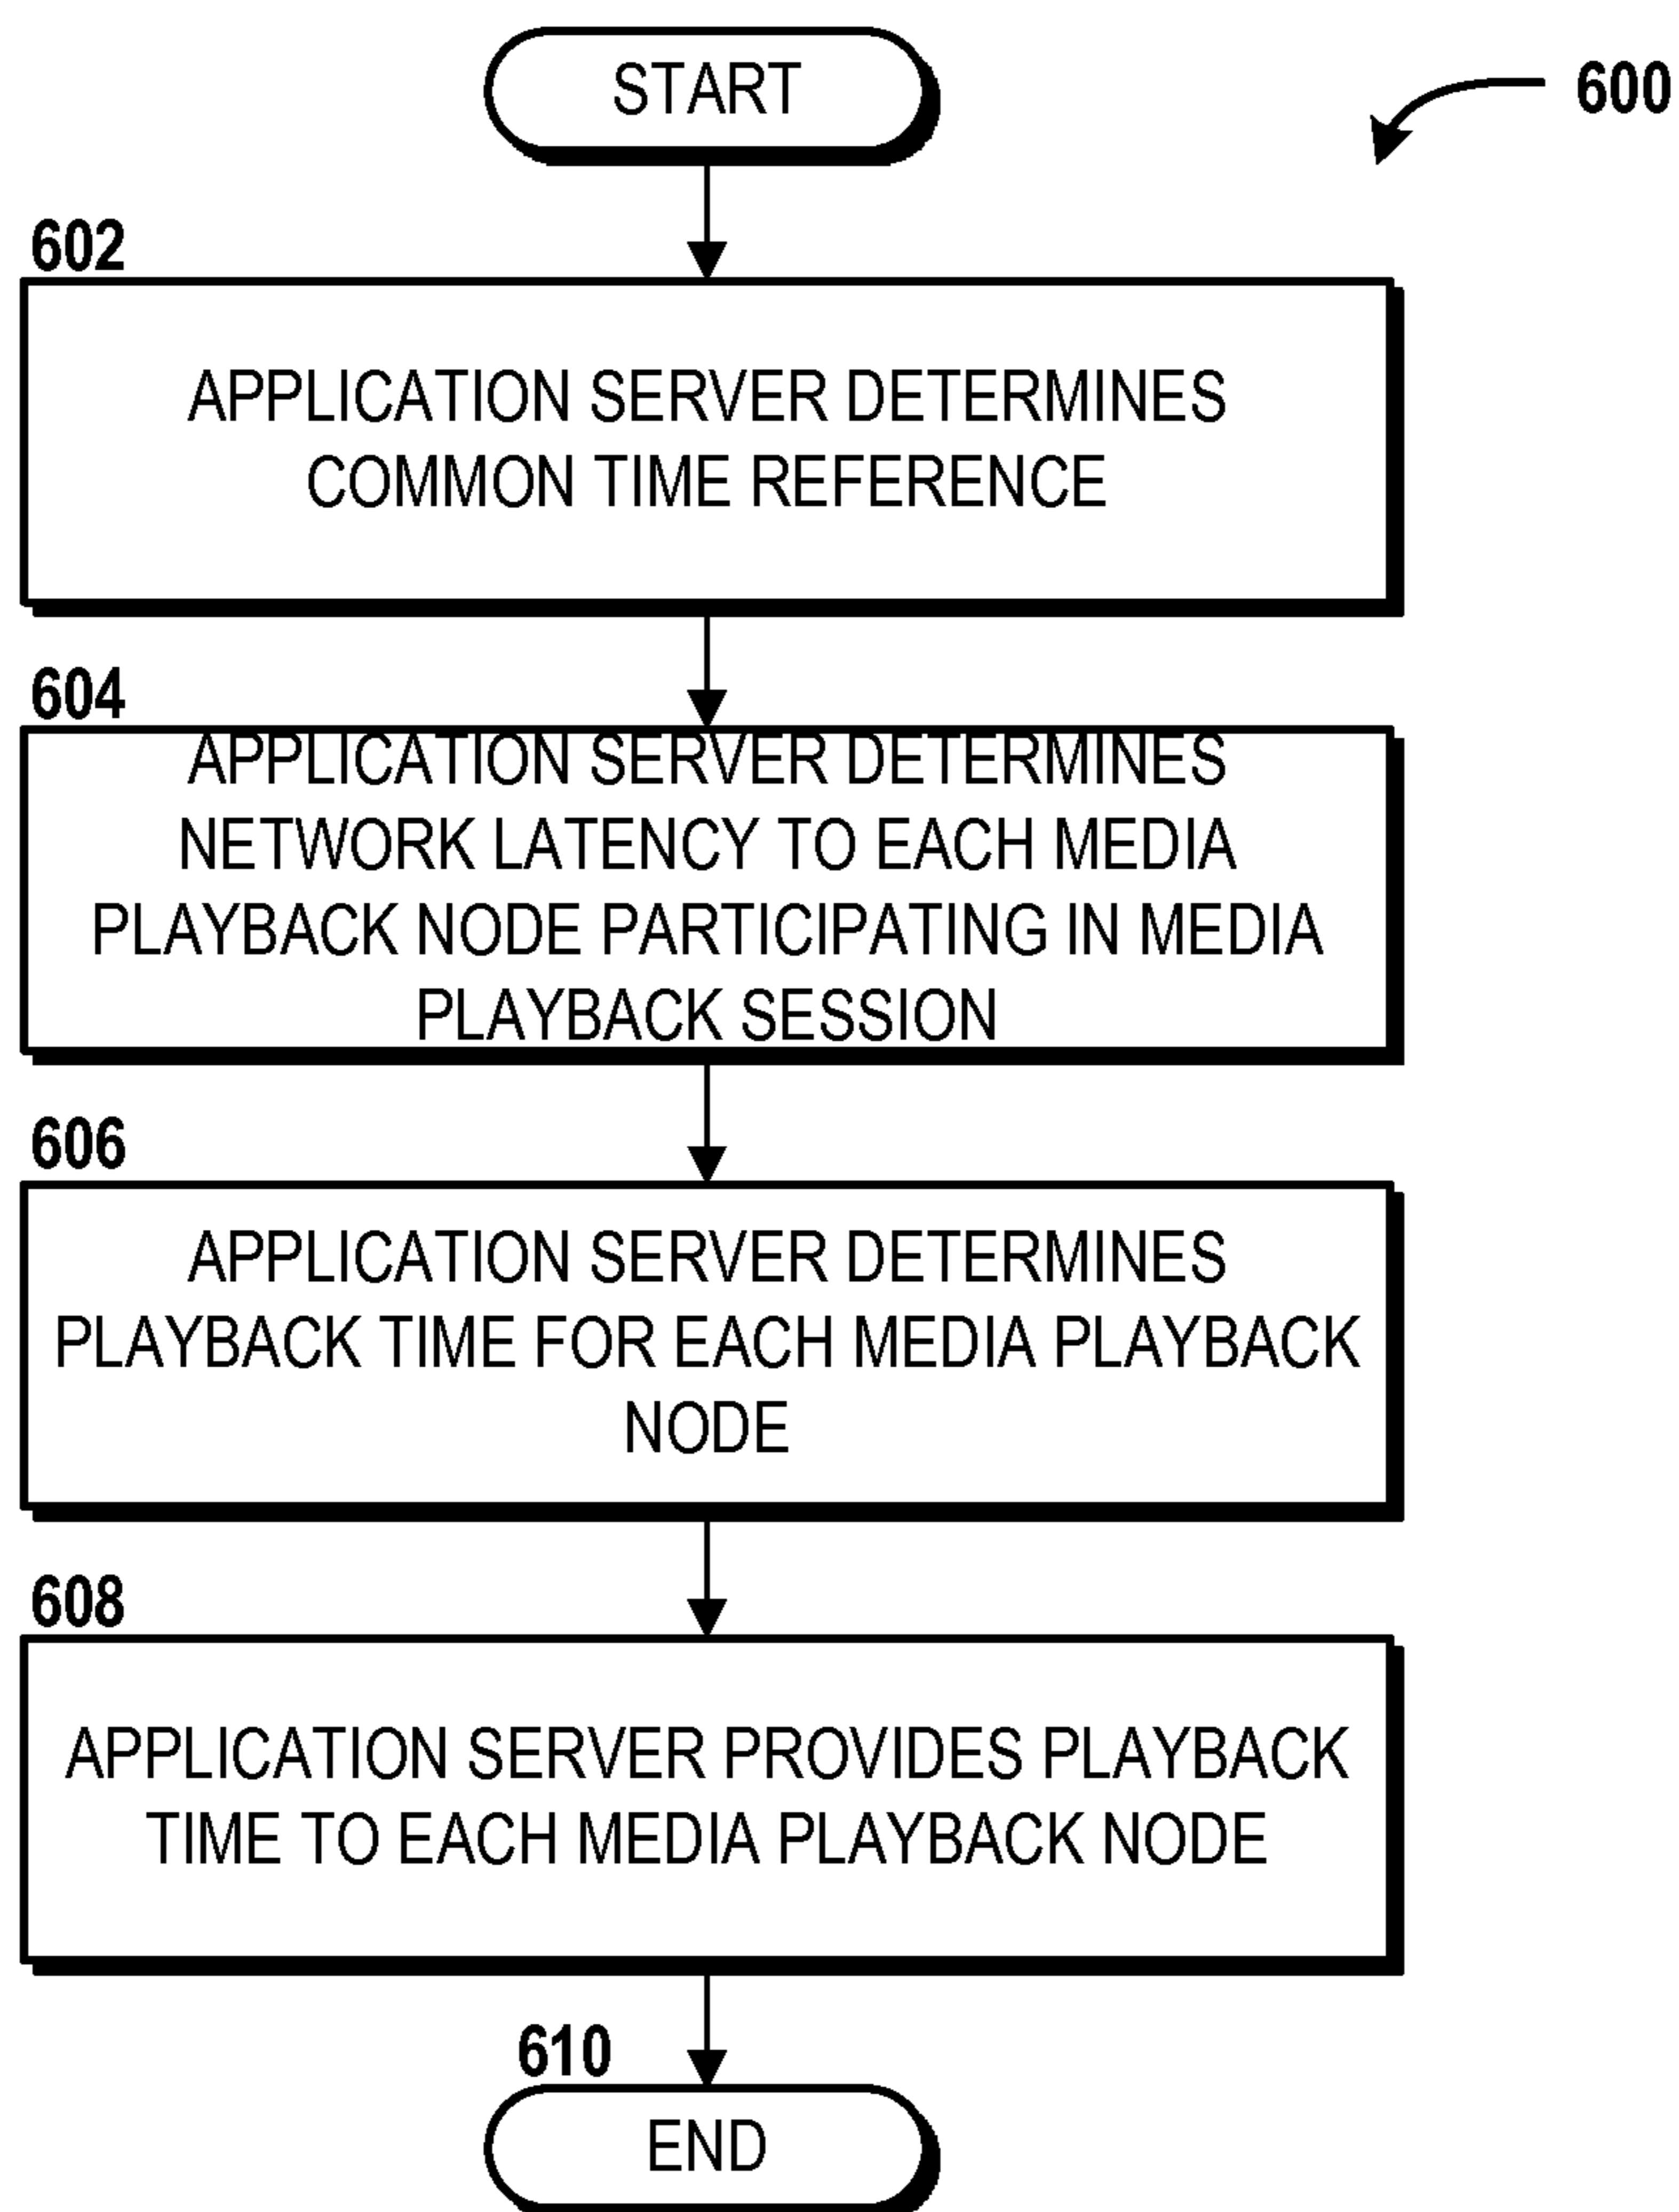 START
600
602
APPLICATION SERVER DETERMINES
COMMON TIME REFERENCE
604
APPLICATION SERVER DETERMINES
NETWORK LATENCY TO EACH MEDIA
PLAYBACK NODE PARTICIPATING IN MEDIA
PLAYBACK SESSION
606
APPLICATION SERVER DETERMINES
PLAYBACK TIME FOR EACH MEDIA PLAYBACK
NODE
608
APPLICATION SERVER PROVIDES PLAYBACK
TIME TO EACH MEDIA PLAYBACK NODE
610
END